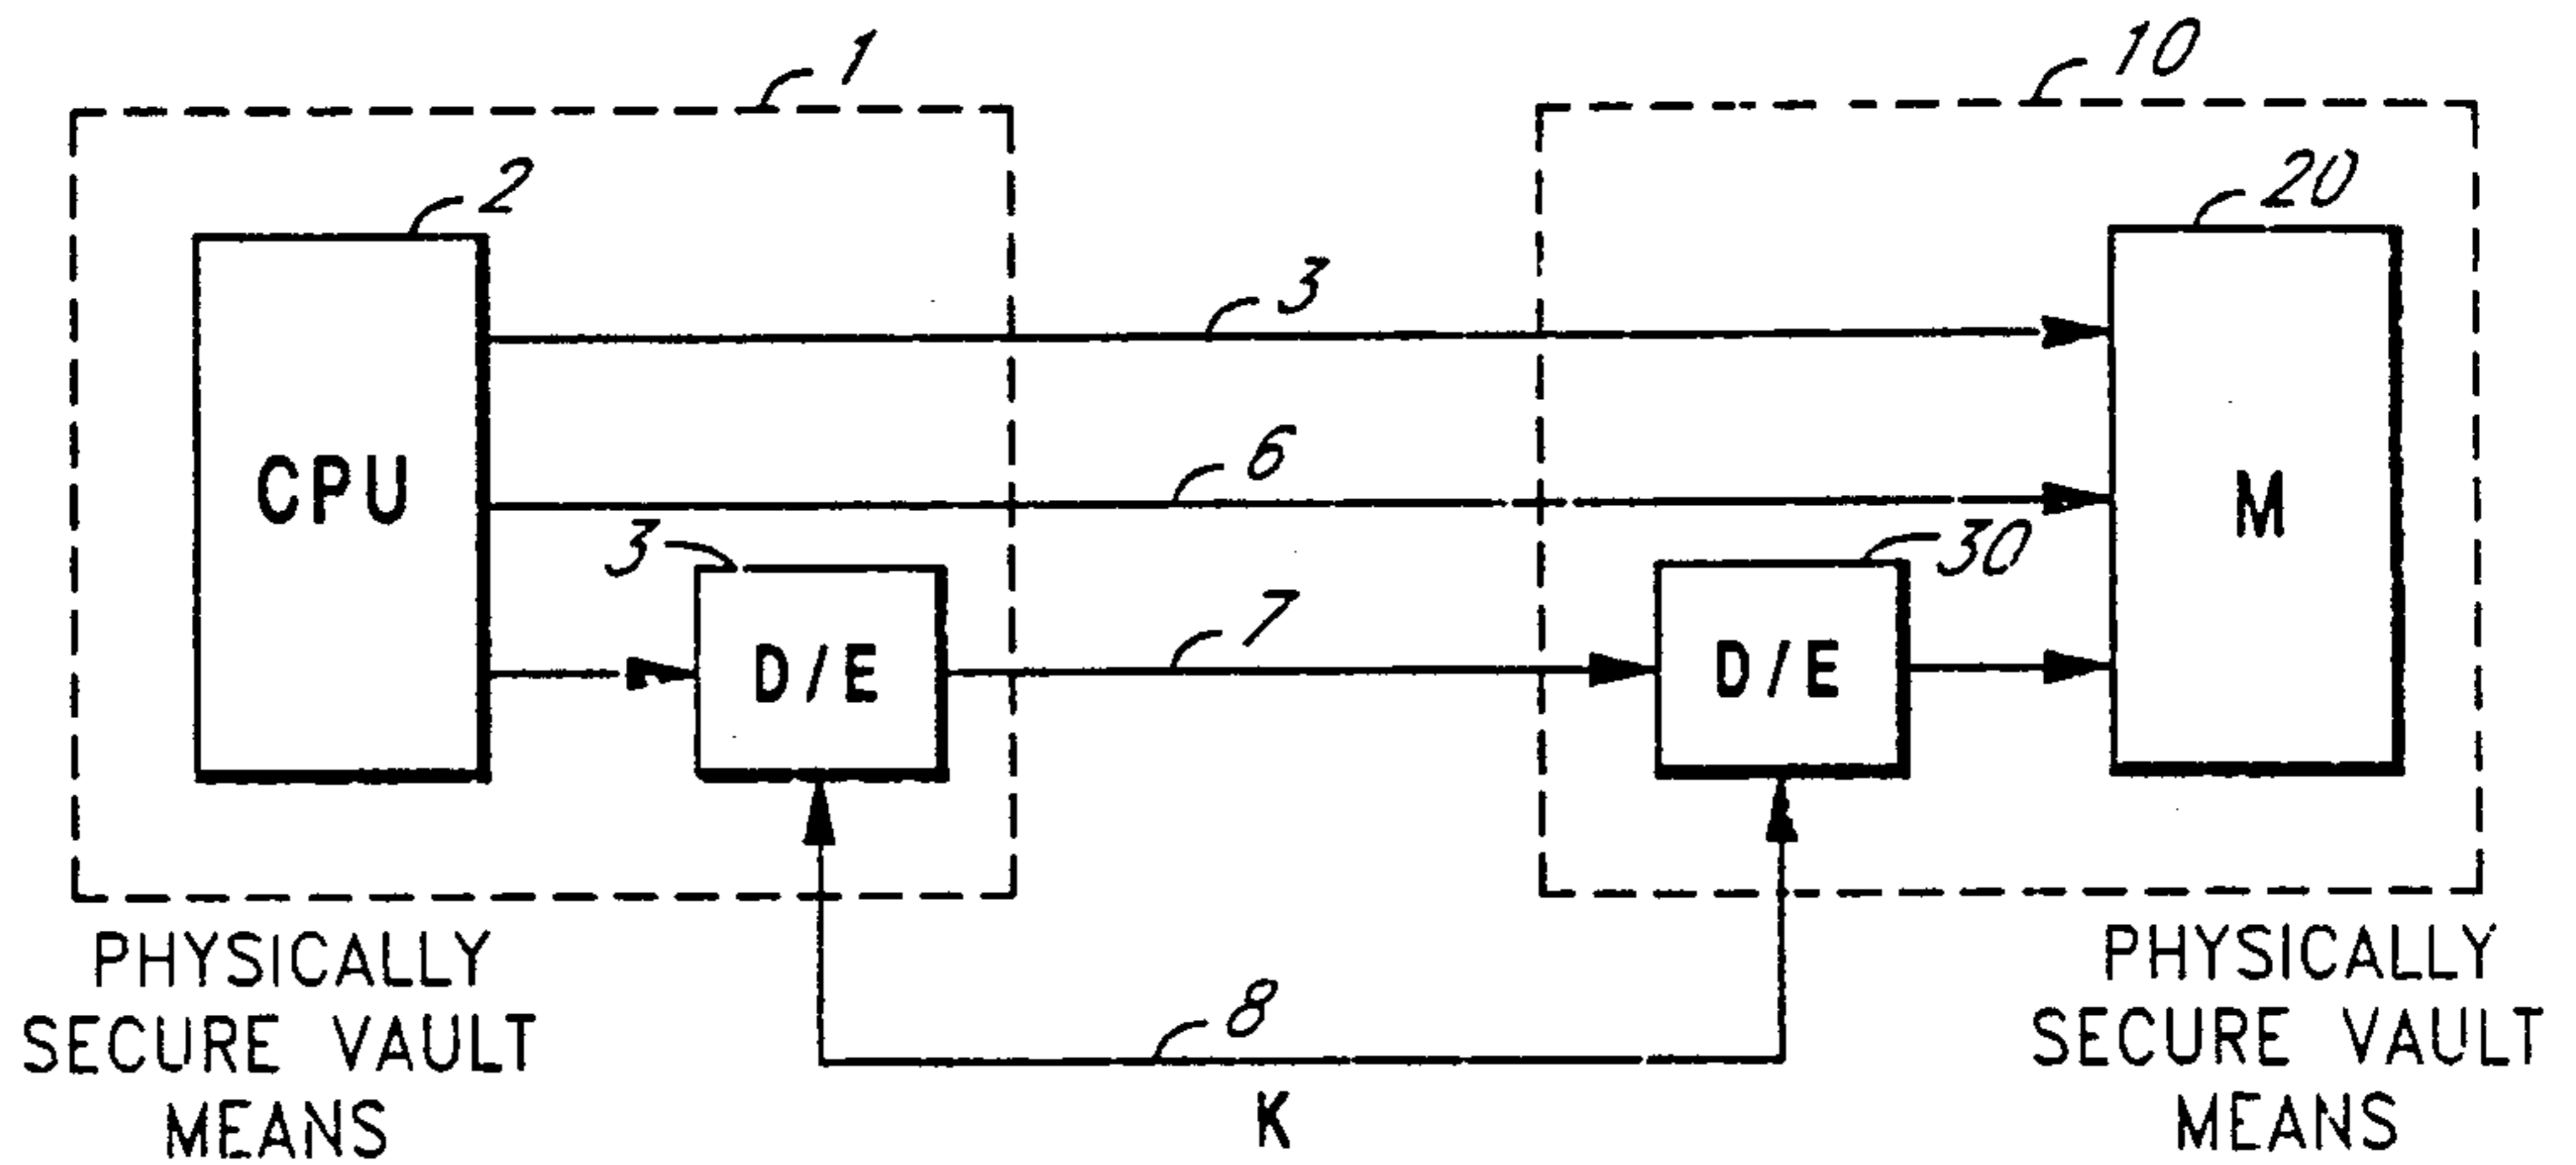 1
10
2
20
3
6
CPU
M
3
30
7
D/E
D/E
8
K
PHYSICALLY
SECURE VAULT
MEANS
PHYSICALLY
SECURE VAULT
MEANS